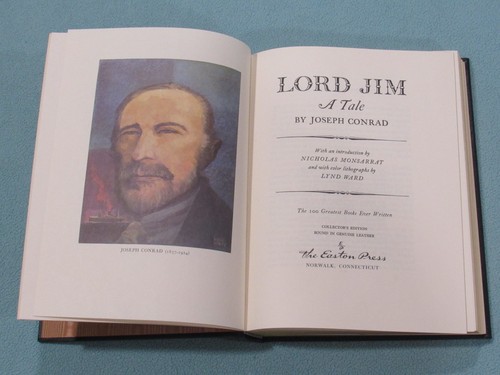 JOSEPH CONRAD (1857-1924)
LORD JIM
A Tale
BY JOSEPH CONRAD
With an introduction by
NICHOLAS MONSARRAT
and with color lithographs by
LYND WARD
The 100 Greatest Books Ever Written
COLLECTOR'S EDITION
BOUND IN GENUINE LEATHER
The Easton Press
NORWALK, CONNECTICUT